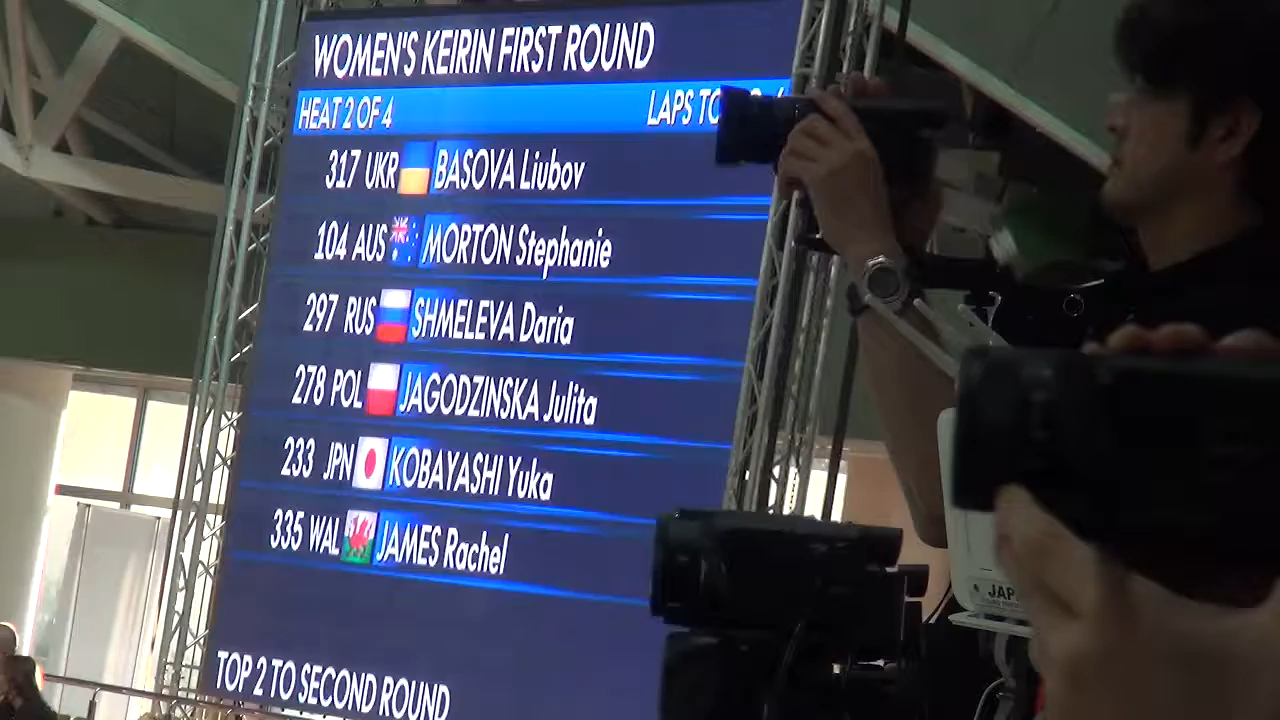 WOMEN'S KEIRIN FIRST ROUND
HEAT 2 OF 4 LAPS
317 UKR BASOVA Liubov
104 AUS MORTON Stephanie
297 RUS SHMELEVA Daria
278 POL JAGODZINSKA Julita
233 JPN KOBAYASHI Yuka
335 WAL JAMES Rachel
TOP 2 TO SECOND ROUND